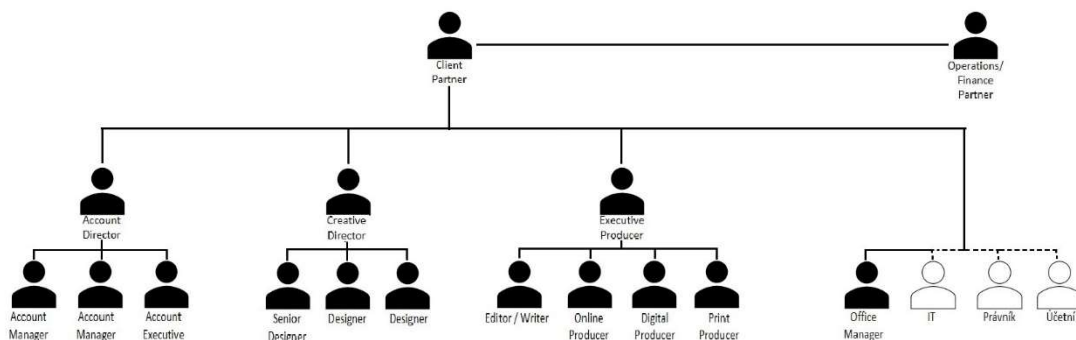 Client
Partner
Operations/
Finance
Partner
Account
Director
Creative
Director
Executive
Producer
Account
Manager
Account
Manager
Account
Executive
Senior
Designer
Designer
Designer
Editor / Writer
Online
Producer
Digital
Producer
Print
Producer
Office
Manager
IT
Právník
Účetní